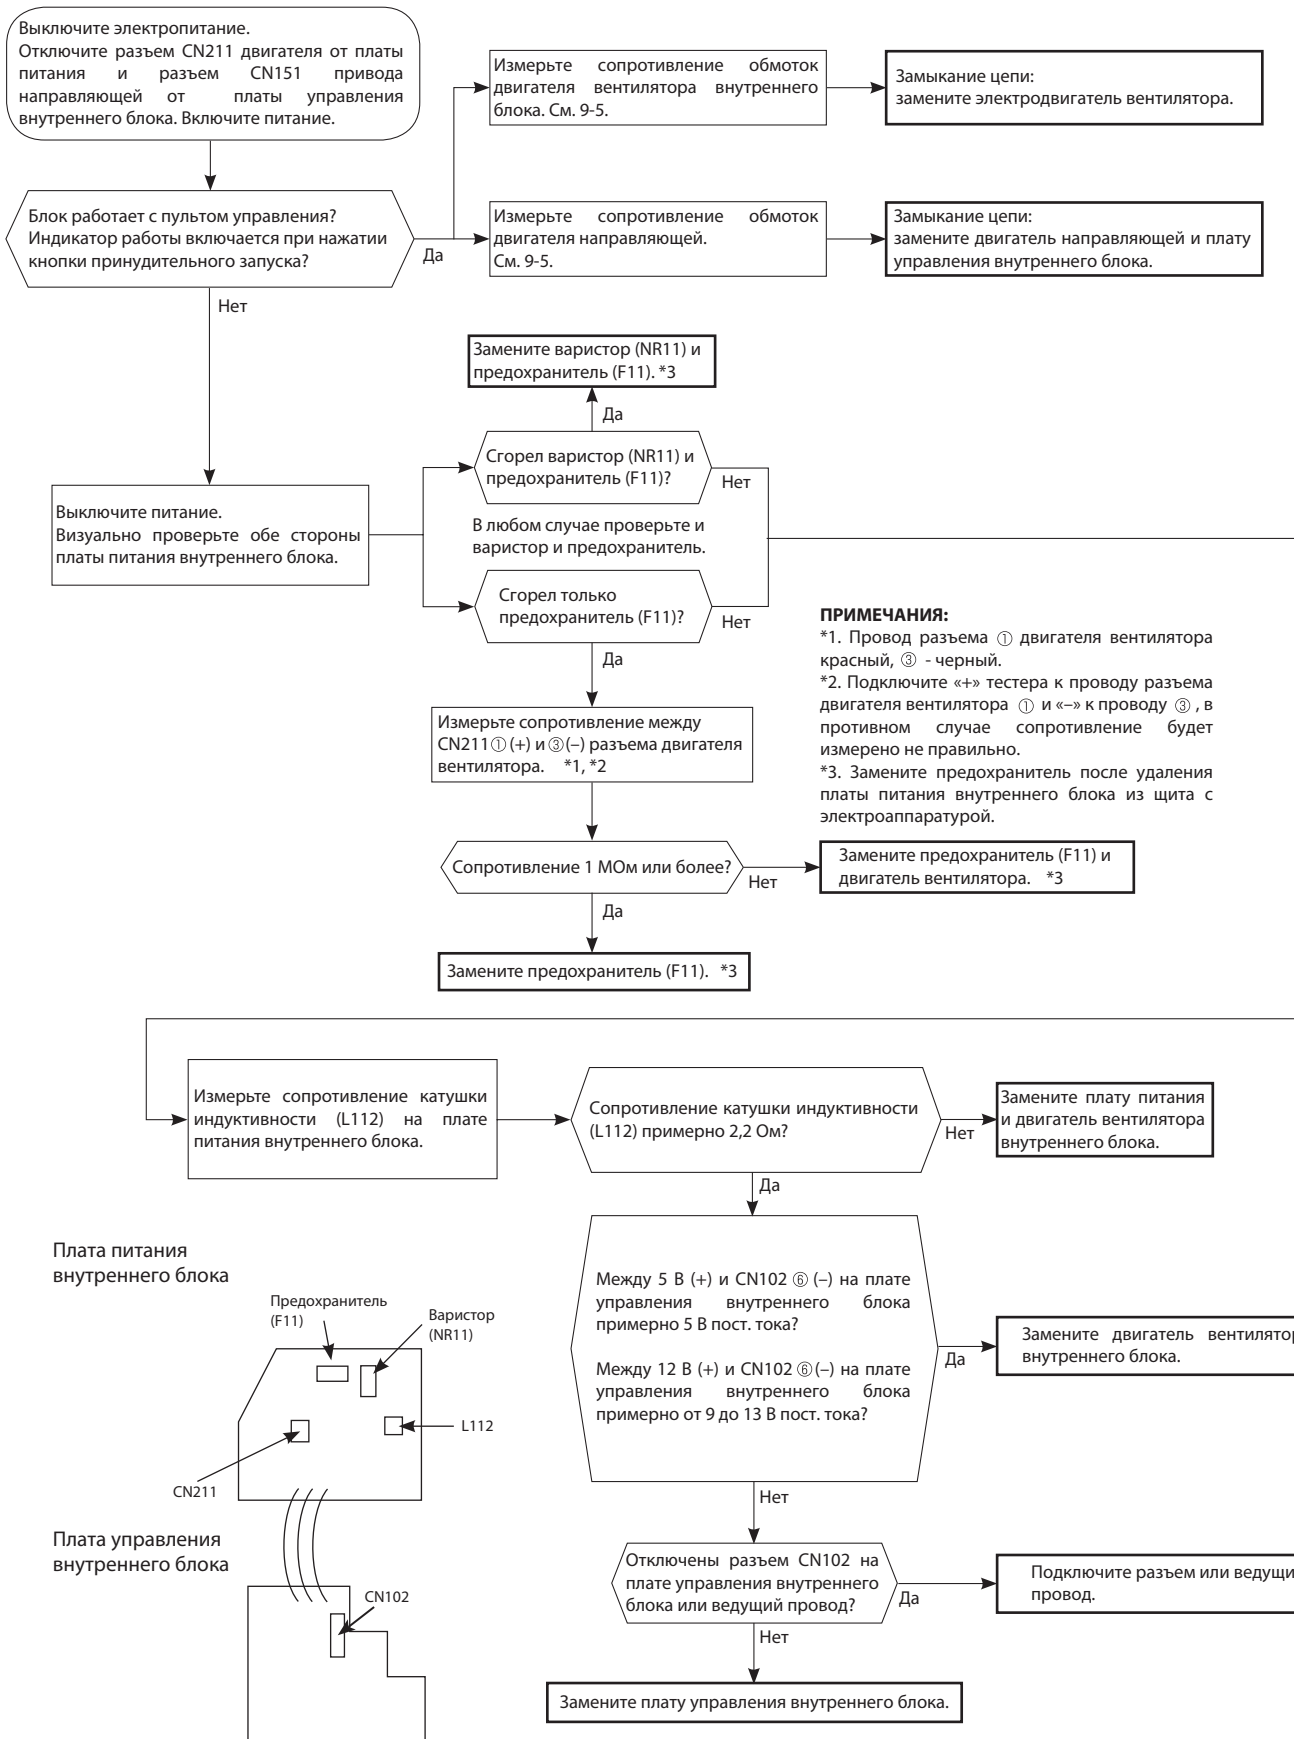 Выключите электропитание.
Отключите разъем CN211 двигателя от платы
питания и разъем CN151 привода
направляющей от платы управления
внутреннего блока. Включите питание.
Измерьте сопротивление обмоток
двигателя вентилятора внутреннего
блока. См. 9-5.
Замыкание цепи:
замените электродвигатель вентилятора.
Блок работает с пультом управления?
Индикатор работы включается при нажатии
кнопки принудительного запуска?
Да
Измерьте сопротивление обмоток
двигателя направляющей.
См. 9-5.
Замыкание цепи:
замените двигатель направляющей и плату
управления внутреннего блока.
Нет
Замените варистор (NR11) и
предохранитель (F11). *3
Да
Сгорел варистор (NR11) и
предохранитель (F11)?
Нет
Выключите питание.
Визуально проверьте обе стороны
платы питания внутреннего блока.
В любом случае проверьте и
варистор и предохранитель.
Сгорел только
предохранитель (F11)?
Нет
Да
ПРИМЕЧАНИЯ:
*1. Провод разъема ① двигателя вентилятора
красный, ③ - черный.
*2. Подключите «+» тестера к проводу разъема
двигателя вентилятора ① и «–» к проводу ③ , в
противном случае сопротивление будет
измерено не правильно.
*3. Замените предохранитель после удаления
платы питания внутреннего блока из щита с
электроаппаратурой.
Измерьте сопротивление между
CN211 ① (+) и ③ (–) разъема двигателя
вентилятора. *1, *2
Сопротивление 1 МОм или более?
Нет
Замените предохранитель (F11) и
двигатель вентилятора. *3
Да
Замените предохранитель (F11). *3
Измерьте сопротивление катушки
индуктивности (L112) на плате
питания внутреннего блока.
Сопротивление катушки индуктивности
(L112) примерно 2,2 Ом?
Нет
Замените плату питания
и двигатель вентилятора
внутреннего блока.
Да
Между 5 В (+) и CN102 ⑥ (–) на плате
управления внутреннего блока
примерно 5 В пост. тока?
Между 12 В (+) и CN102 ⑥ (–) на плате
управления внутреннего блока
примерно от 9 до 13 В пост. тока?
Да
Замените двигатель вентилятор
внутреннего блока.
Нет
Плата питания
внутреннего блока
Предохранитель
(F11)
Варистор
(NR11)
L112
CN211
Плата управления
внутреннего блока
CN102
Отключены разъем CN102 на
плате управления внутреннего
блока или ведущий провод?
Да
Подключите разъем или ведущи
провод.
Нет
Замените плату управления внутреннего блока.